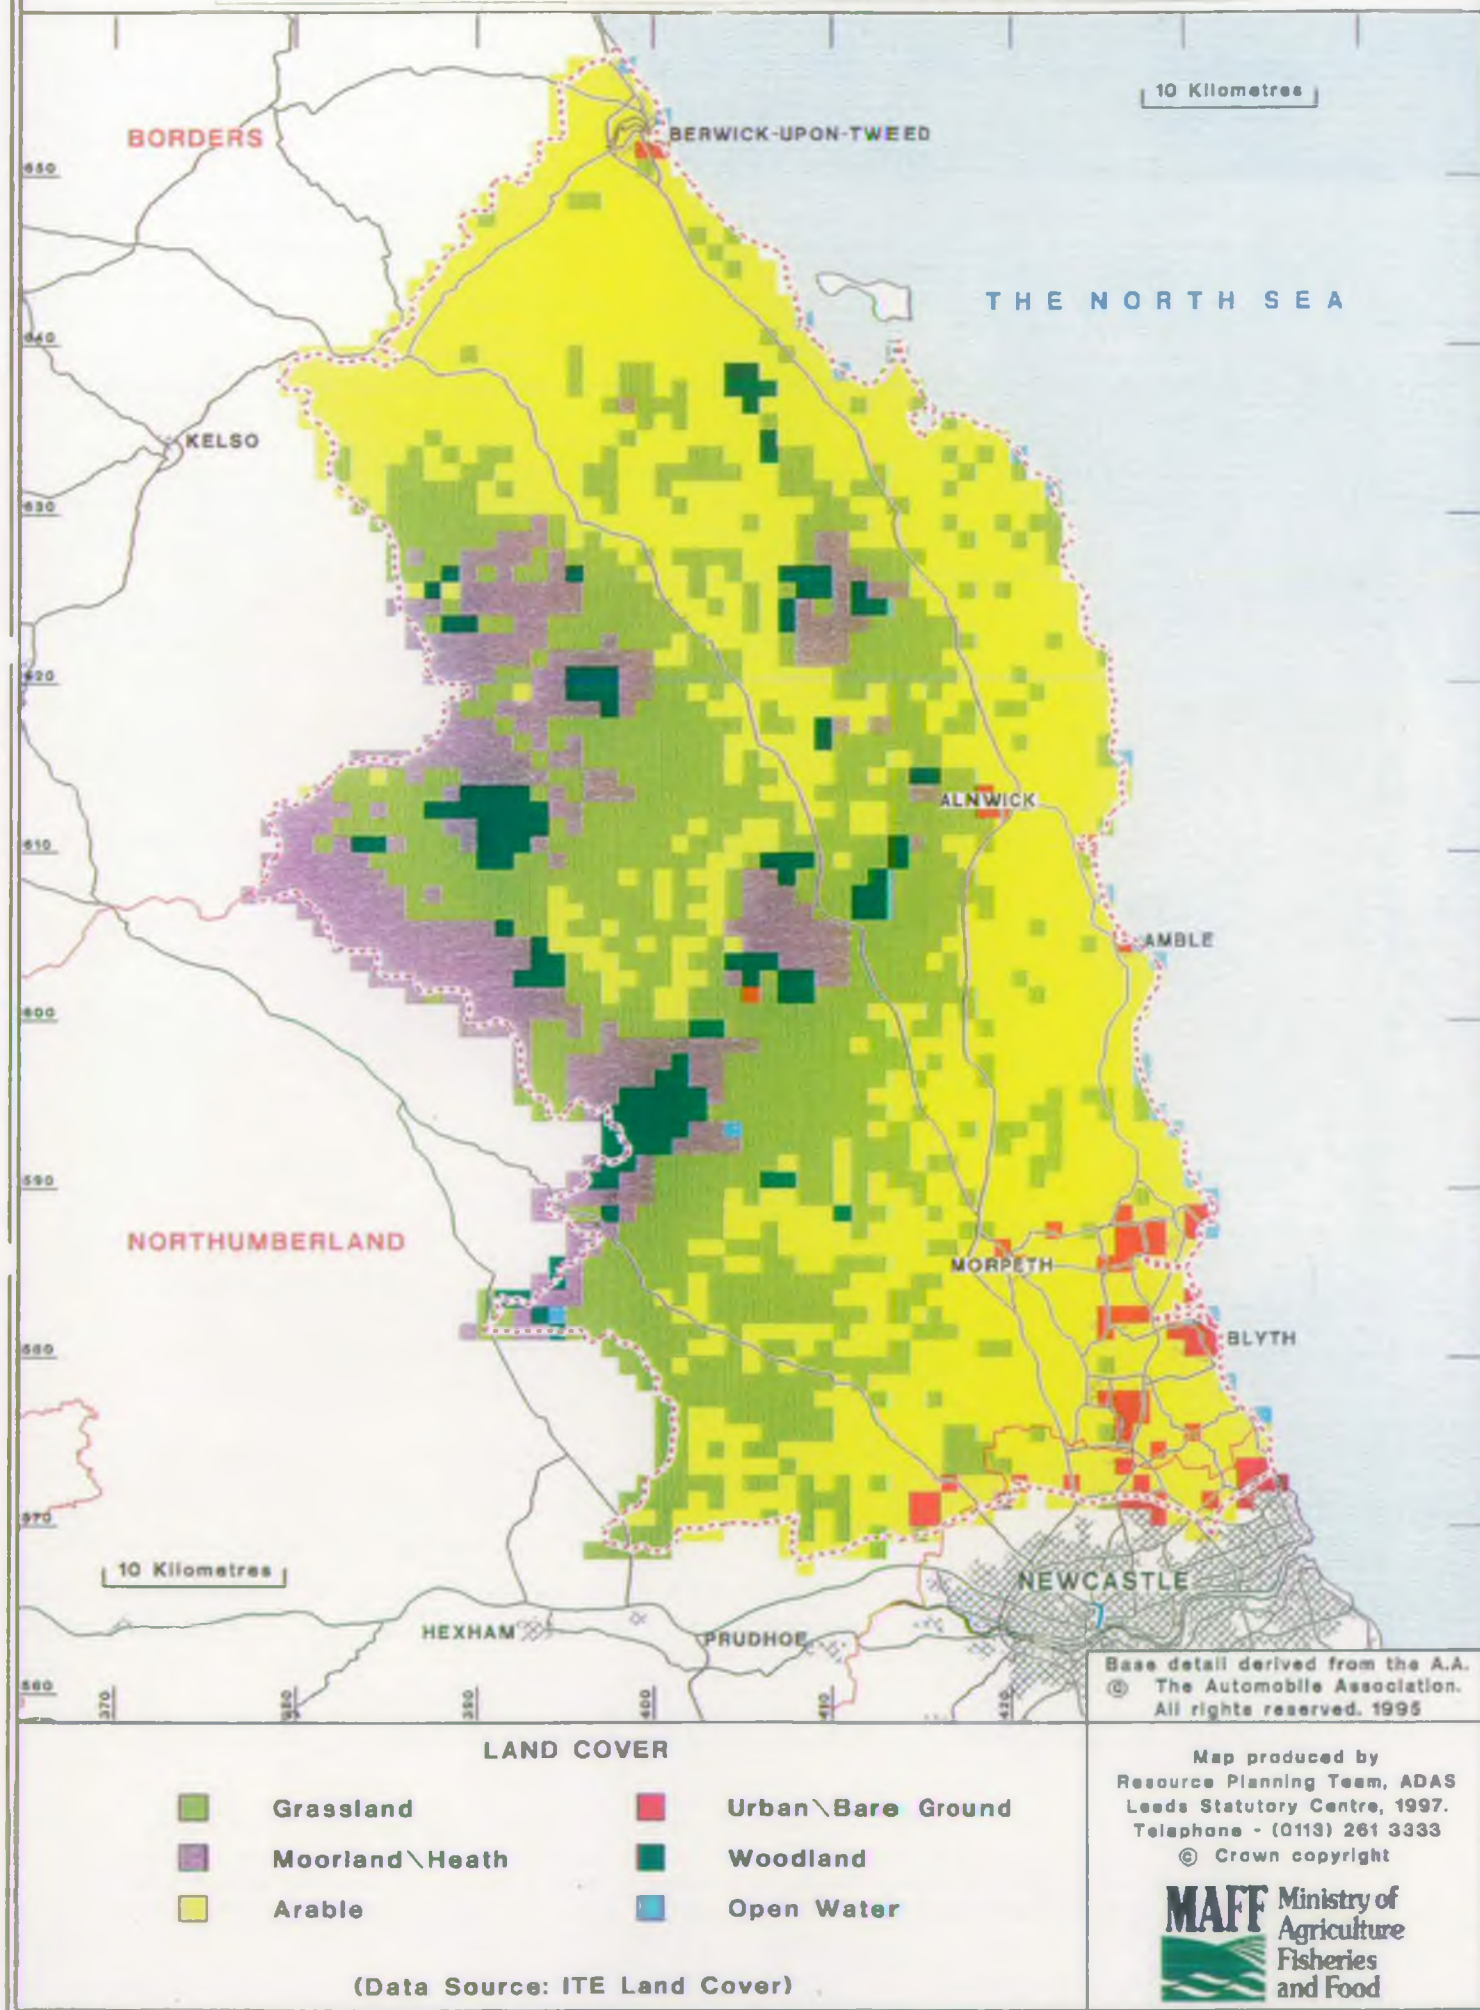 10 Kilometres
BORDERS
BERWICK-UPON-TWEED
650
THE NORTH SEA
640
KELSO
630
620
ALNWICK
610
AMBLE
600
590
NORTHUMBERLAND
MORPETH
BLYTH
580
570
10 Kilometres
NEWCASTLE
HEXHAM
PRUDHOE
560
370
380
390
400
410
420
Base detail derived from the A.A.
© The Automobile Association.
All rights reserved. 1995
LAND COVER
Grassland
Moorland\Heath
Arable
Urban\Bare Ground
Woodland
Open Water
(Data Source: ITE Land Cover)
Map produced by
Resource Planning Team, ADAS
Leeds Statutory Centre, 1997.
Telephone - (0113) 261 3333
© Crown copyright
MAFF Ministry of
Agriculture
Fisheries
and Food